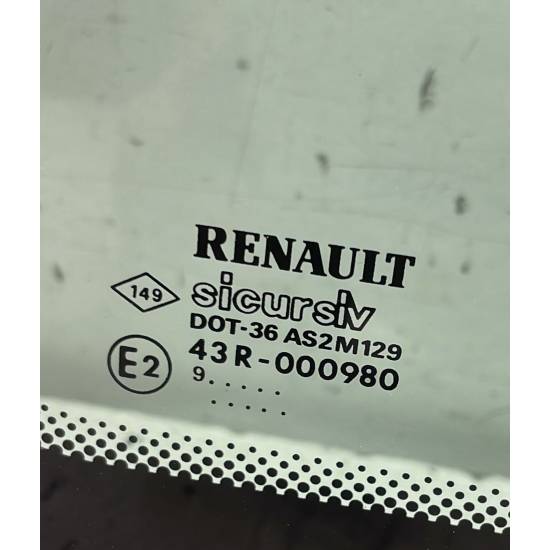 RENAULT
149 sicursiv
DOT-36 AS2M129
E2 43R-000980
9.....
.....